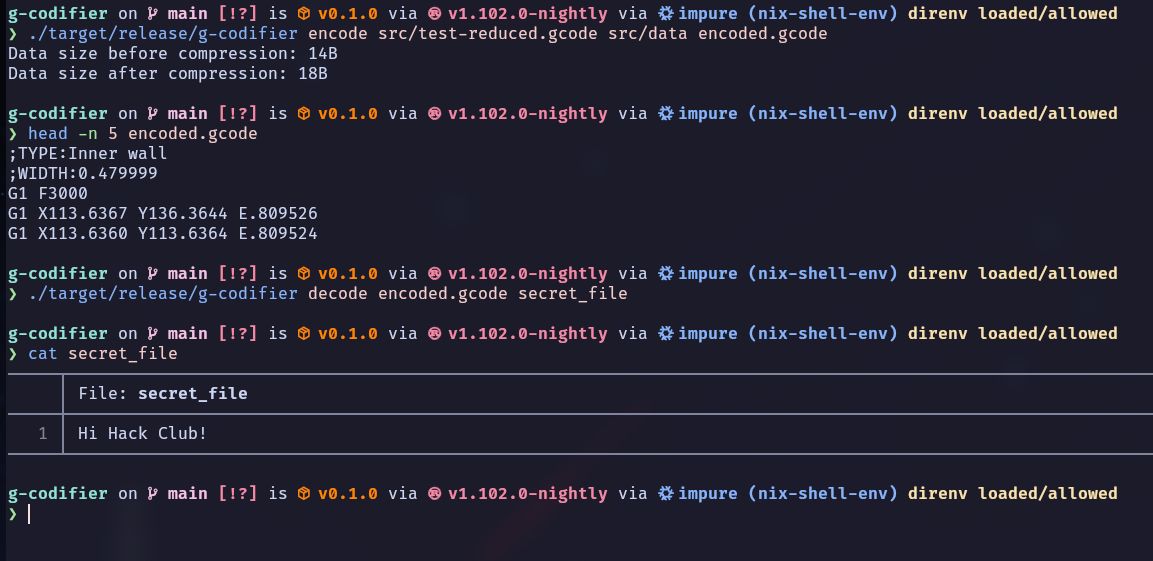 g-codifier on main [!?] is v0.1.0 via v1.102.0-nightly via impure (nix-shell-env) direnv loaded/allowed
❯ ./target/release/g-codifier encode src/test-reduced.gcode src/data encoded.gcode
Data size before compression: 14B
Data size after compression: 18B
g-codifier on main [!?] is v0.1.0 via v1.102.0-nightly via impure (nix-shell-env) direnv loaded/allowed
❯ head -n 5 encoded.gcode
;TYPE:Inner wall
;WIDTH:0.479999
G1 F3000
G1 X113.6367 Y136.3644 E.809526
G1 X113.6360 Y113.6364 E.809524
g-codifier on main [!?] is v0.1.0 via v1.102.0-nightly via impure (nix-shell-env) direnv loaded/allowed
❯ ./target/release/g-codifier decode encoded.gcode secret_file
g-codifier on main [!?] is v0.1.0 via v1.102.0-nightly via impure (nix-shell-env) direnv loaded/allowed
❯ cat secret_file
File: secret_file
1 Hi Hack Club!
g-codifier on main [!?] is v0.1.0 via v1.102.0-nightly via impure (nix-shell-env) direnv loaded/allowed
❯